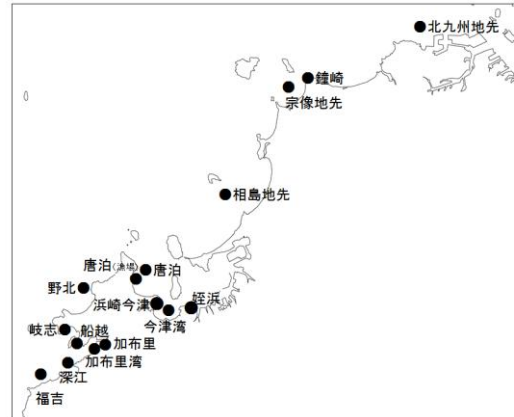 北九州地先
鐘崎
宗像地先
相島地先
唐泊(漁場)
唐泊
野北
浜崎今津
姪浜
今津湾
岐志
船越
加布里
加布里湾
深江
福吉